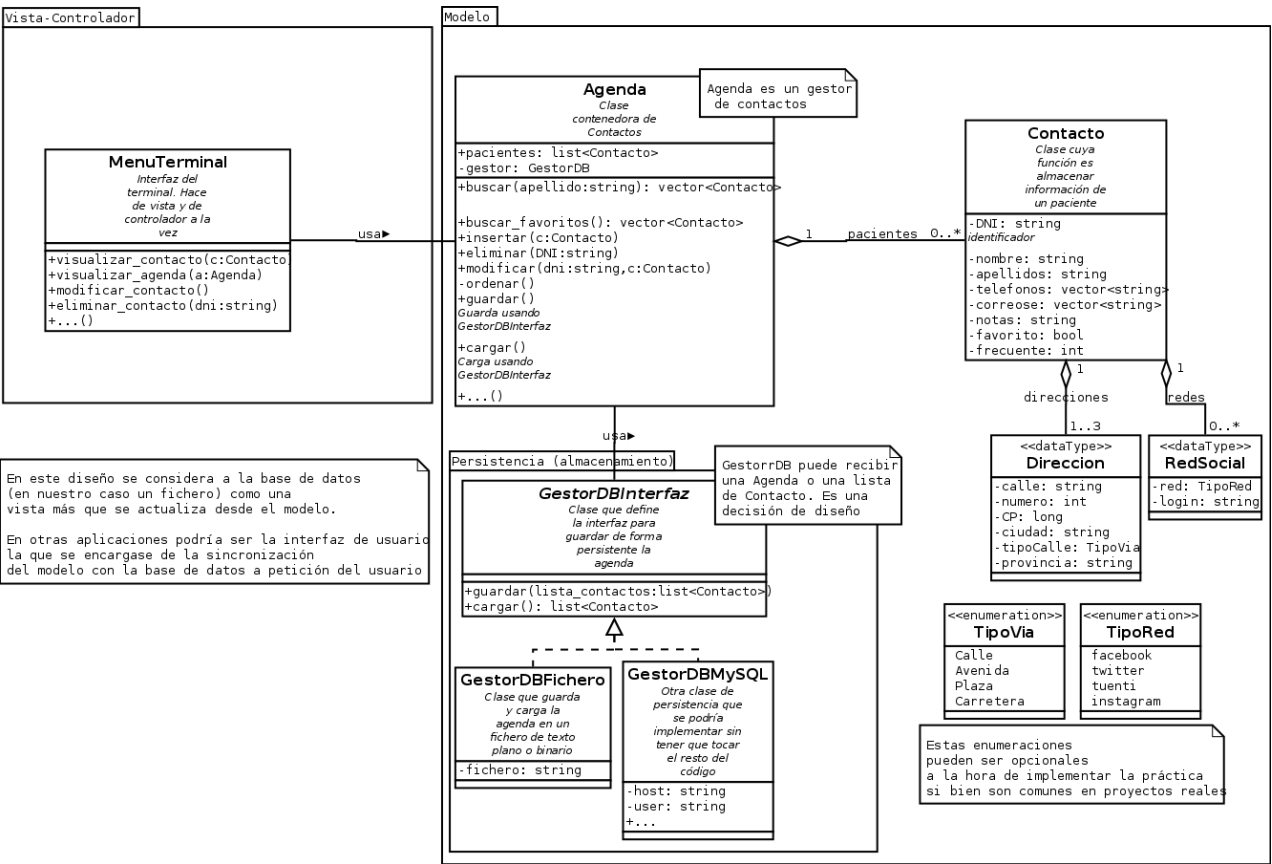 Vista-Controlador
MenuTerminal
Interfaz del
terminal. Hace
de vista y de
controlador a la
vez
+visualizar_contacto(c:Contacto
+visualizar_agenda(a:Agenda)
+modificar_contacto()
+eliminar_contacto(dni:string)
+...()
usa▶
En este diseño se considera a la base de datos
(en nuestro caso un fichero) como una
vista más que se actualiza desde el modelo.
En otras aplicaciones podría ser la interfaz de usuario
la que se encargase de la sincronización
del modelo con la base de datos a petición del usuario
Modelo
Agenda
Clase
contenedora de
Contactos
+pacientes: list<Contacto>
-gestor: GestorDB
+buscar(apellido:string): vector<Contacto>
+buscar_favoritos(): vector<Contacto>
+insertar(c:Contacto)
+eliminar(DNI:string)
+modificar(dni:string,c:Contacto)
-ordenar()
+guardar()
Guarda usando
GestorDBInterfaz
+cargar()
Carga usando
GestorDBInterfaz
+...()
Agenda es un gestor
de contactos
1 pacientes 0..*
Contacto
Clase cuya
función es
almacenar
información de
un paciente
-DNI: string
identificador
-nombre: string
-apellidos: string
-telefonos: vector<string>
-correose: vector<string>
-notas: string
-favorito: bool
-frecuente: int
1
direcciones
1..3
1
redes
0..*
<<dataType>>
Direccion
-calle: string
-numero: int
-CP: long
-ciudad: string
-tipoCalle: TipoVia
-provincia: string
<<dataType>>
RedSocial
-red: TipoRed
-login: string
usa▶
Persistencia (almacenamiento)
GestorDBInterfaz
Clase que define
la interfaz para
guardar de forma
persistente la
agenda
+guardar(lista_contactos:list<Contacto>)
+cargar(): list<Contacto>
GestorrDB puede recibir
una Agenda o una lista
de Contacto. Es una
decisión de diseño
GestorDBFichero
Clase que guarda
y carga la
agenda en un
fichero de texto
plano o binario
-fichero: string
GestorDBMySQL
Otra clase de
persistencia que
se podría
implementar sin
tener que tocar
el resto del
código
-host: string
-user: string
+...
<<enumeration>>
TipoVia
Calle
Avenida
Plaza
Carretera
<<enumeration>>
TipoRed
facebook
twitter
tuenti
instagram
Estas enumeraciones
pueden ser opcionales
a la hora de implementar la práctica
si bien son comunes en proyectos reales